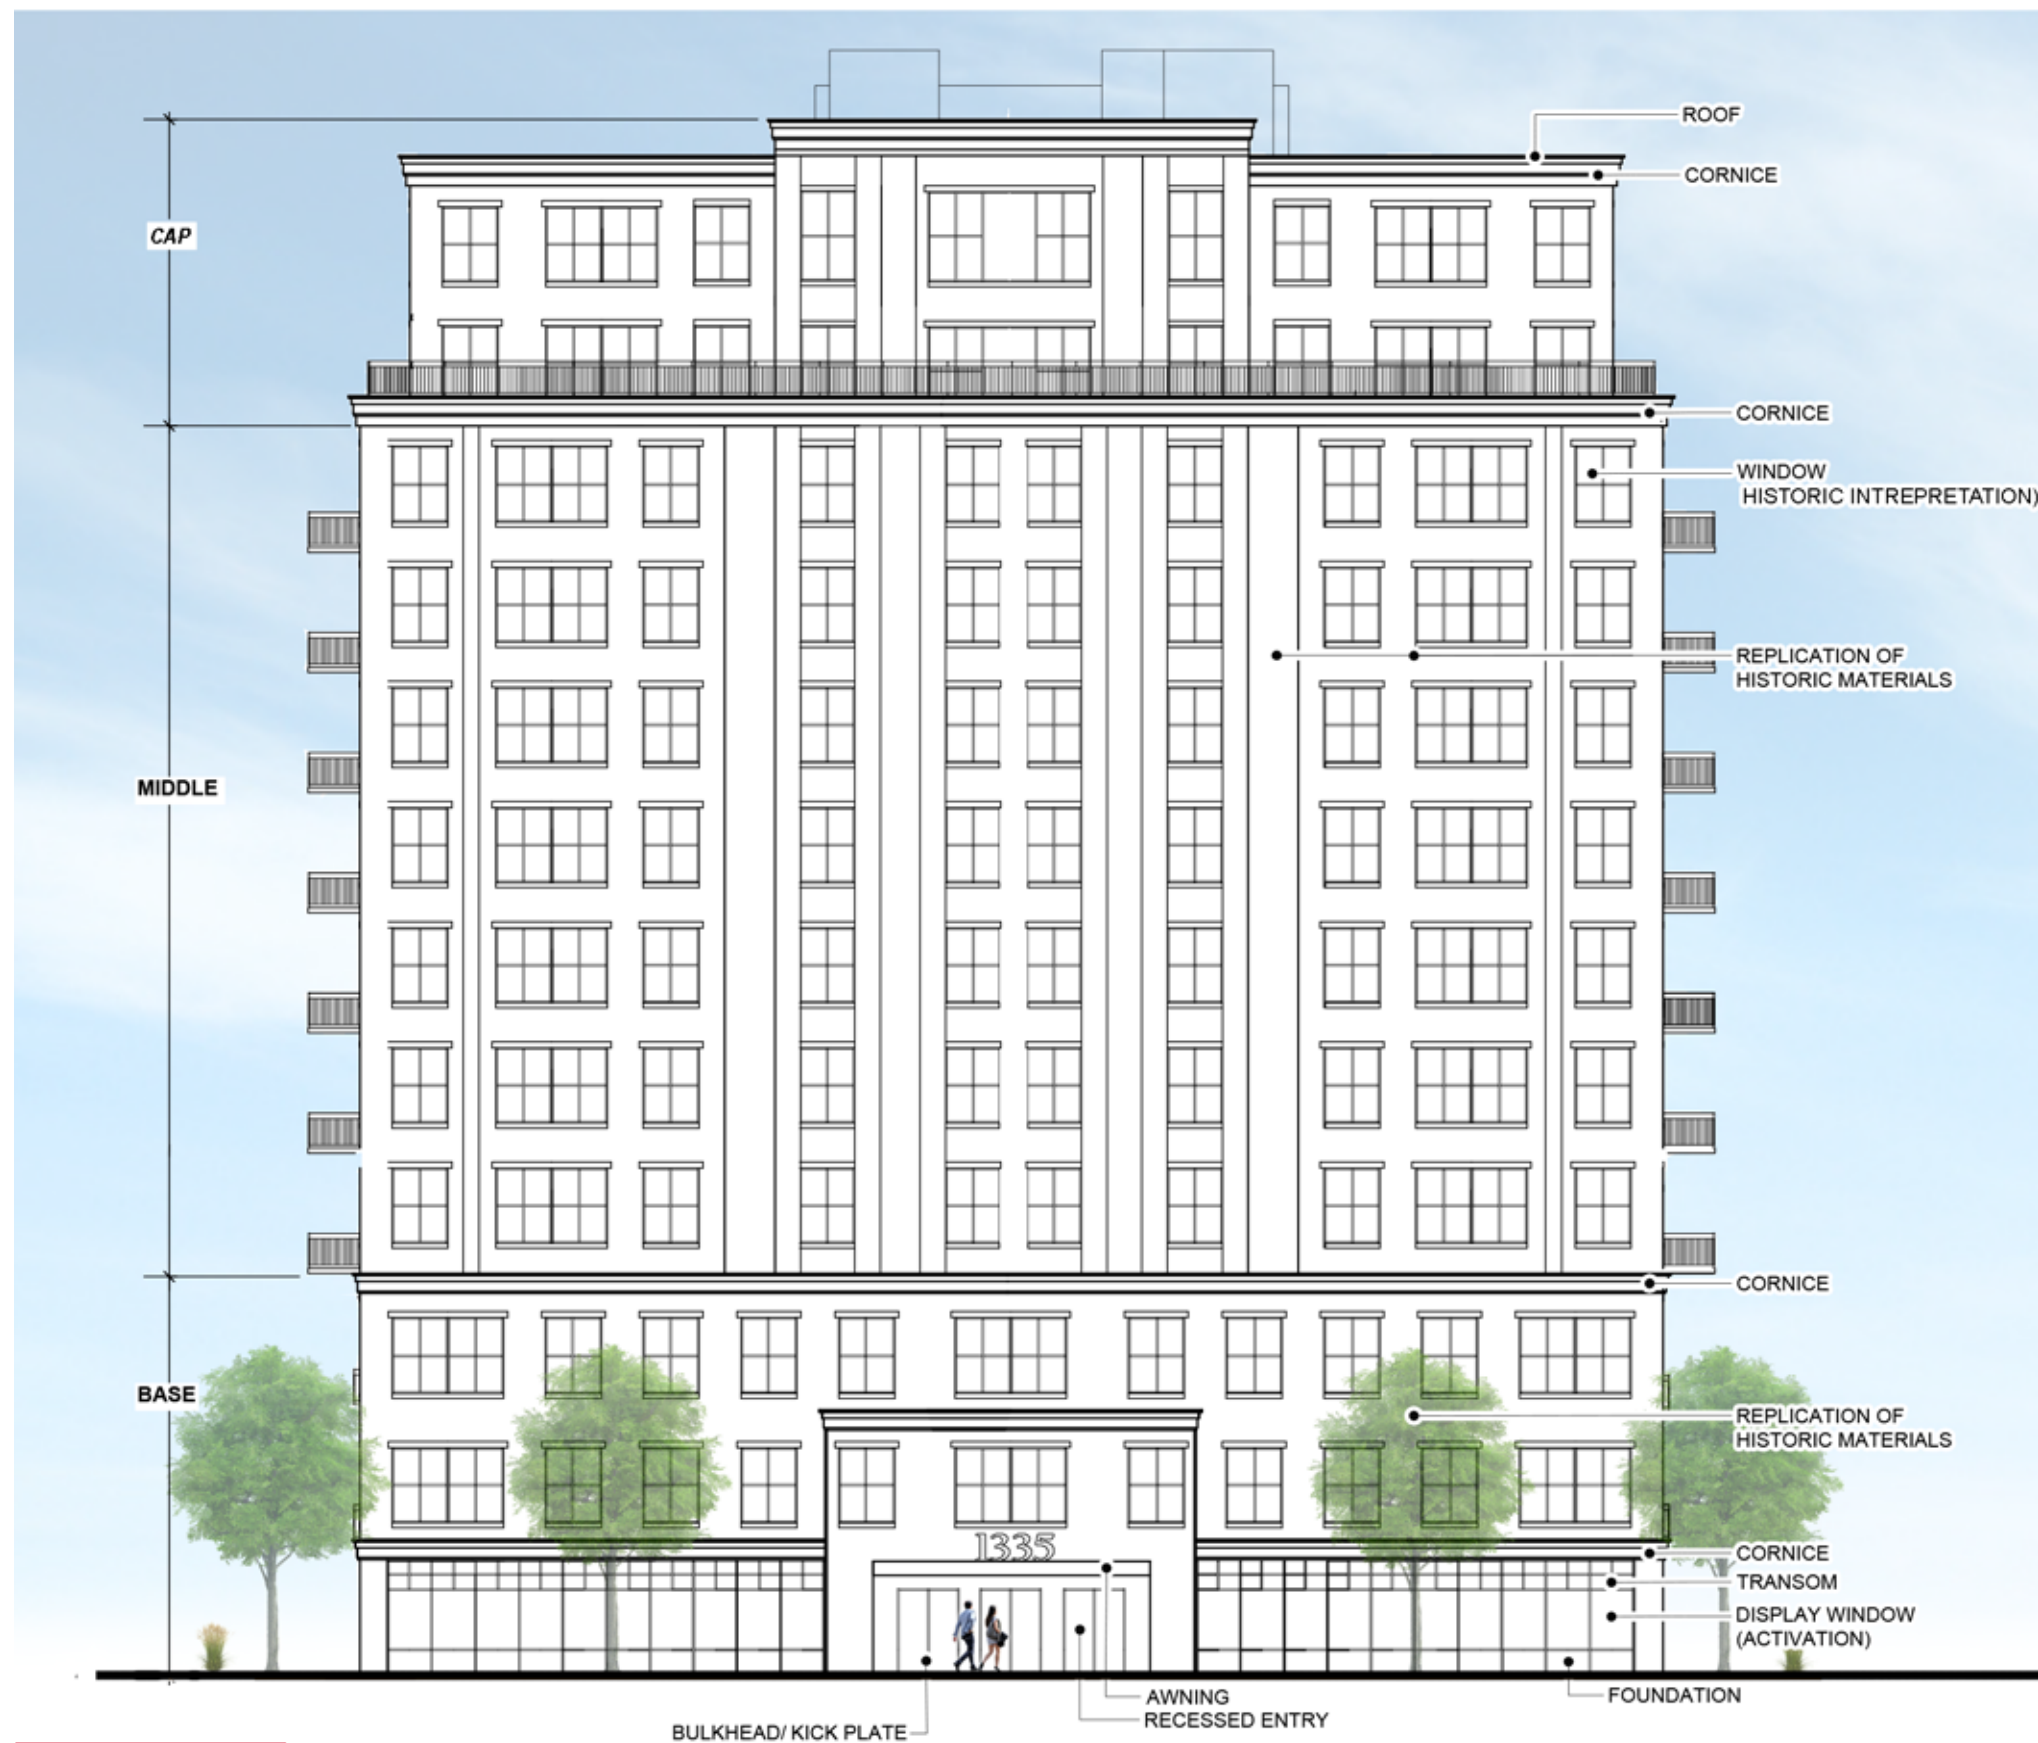 ROOF
CORNICE
CAP
CORNICE
WINDOW
HISTORIC INTREPRETATION)
REPLICATION OF
HISTORIC MATERIALS
MIDDLE
CORNICE
BASE
REPLICATION OF
HISTORIC MATERIALS
1335
CORNICE
TRANSOM
DISPLAY WINDOW
(ACTIVATION)
FOUNDATION
AWNING
RECESSED ENTRY
BULKHEAD/ KICK PLATE